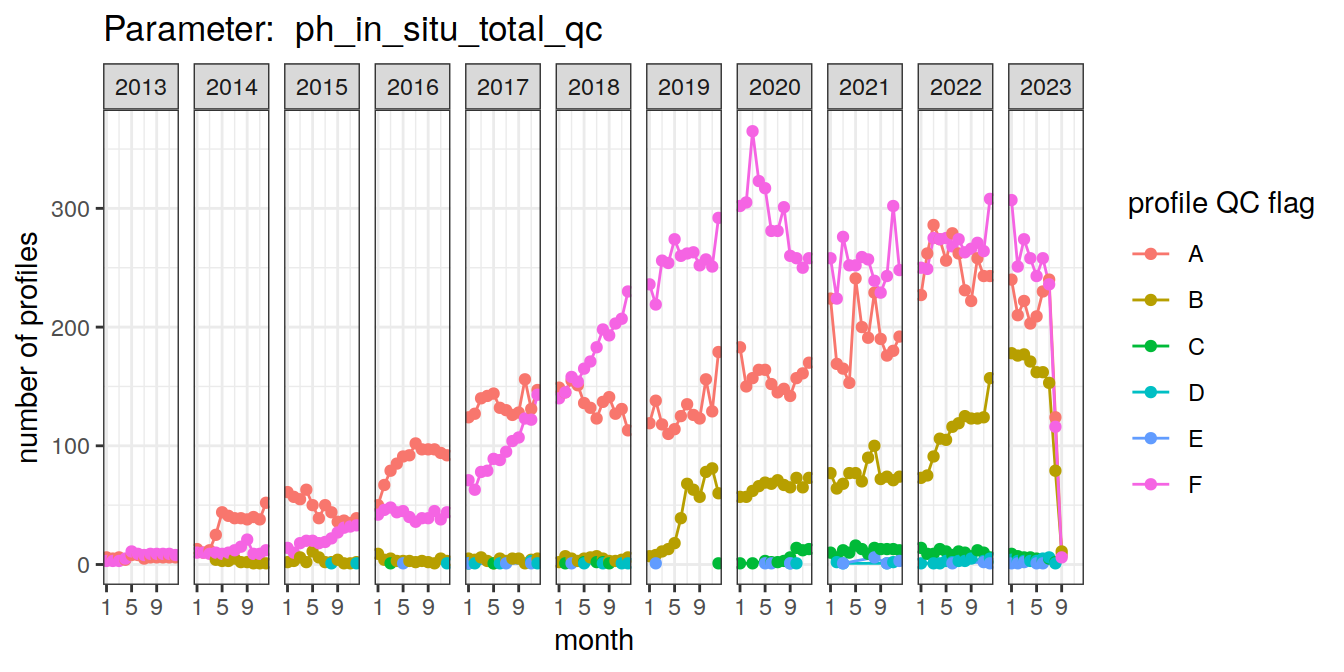 Parameter:  ph_in_situ_total_qc
2013 2014 2015 2016 2017 2018 2019 2020 2021 2022 2023
number of profiles
300
200
100
0
1 5 9 1 5 9 1 5 9 1 5 9 1 5 9 1 5 9 1 5 9 1 5 9 1 5 9 1 5 9 1 5 9
month
profile QC flag
A
B
C
D
E
F